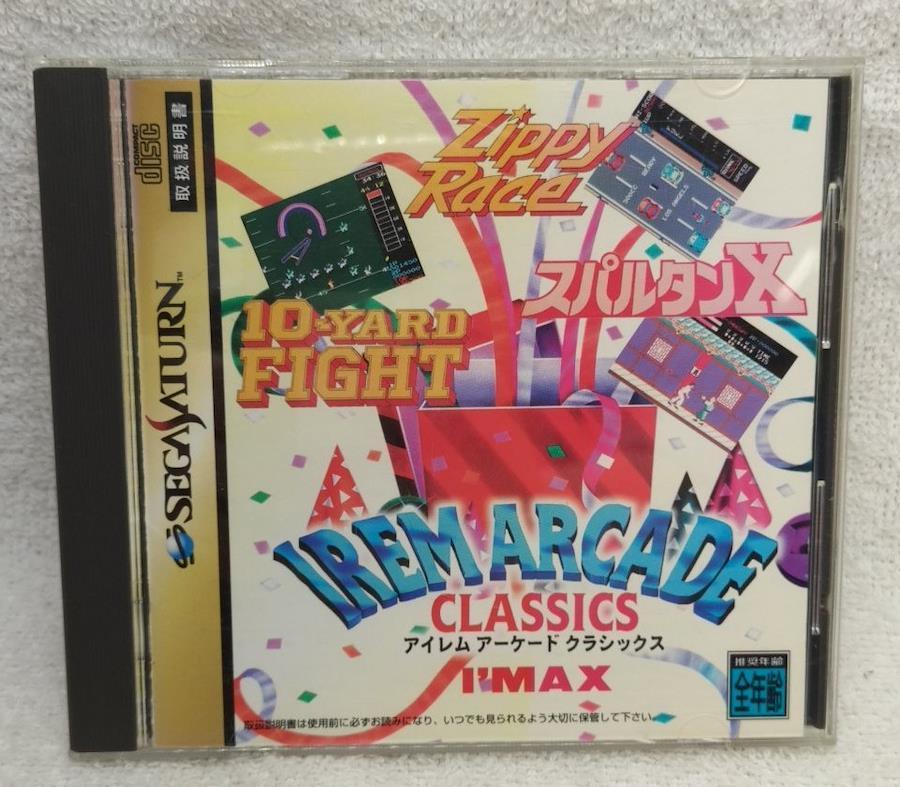 COMPACT
disc
取扱説明書
SEGA SATURN™
Zippy
Race
スパルタンX
10-YARD
FIGHT
IREM ARCADE
CLASSICS
アイレム アーケード クラシックス
I'MAX
推奨年齢
全年齢
取扱説明書は使用前に必ずお読みになり、いつでも見られるよう大切に保管して下さい。